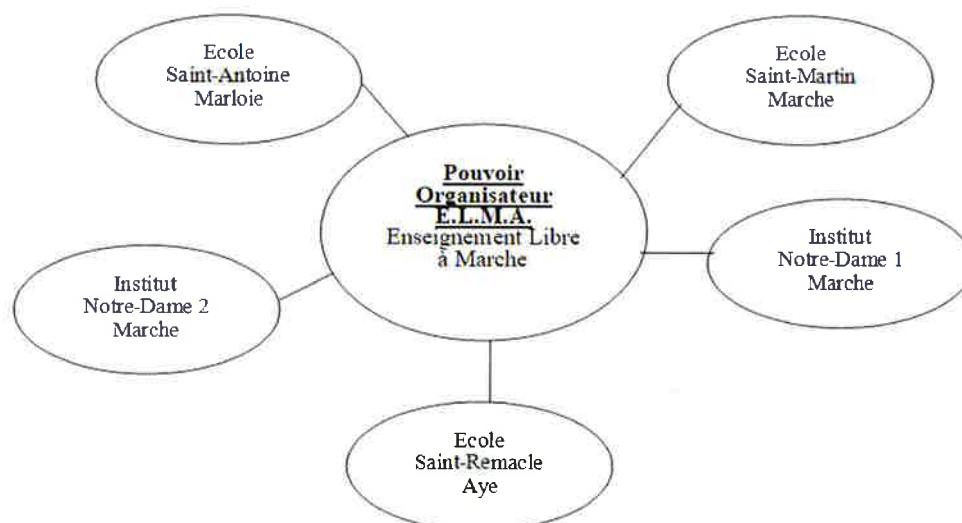 Ecole
Saint-Antoine
Marloie
Ecole
Saint-Martin
Marche
Pouvoir
Organisateur
E.L.M.A.
Enseignement Libre
à Marche
Institut
Notre-Dame 1
Marche
Institut
Notre-Dame 2
Marche
Ecole
Saint-Remacle
Aye